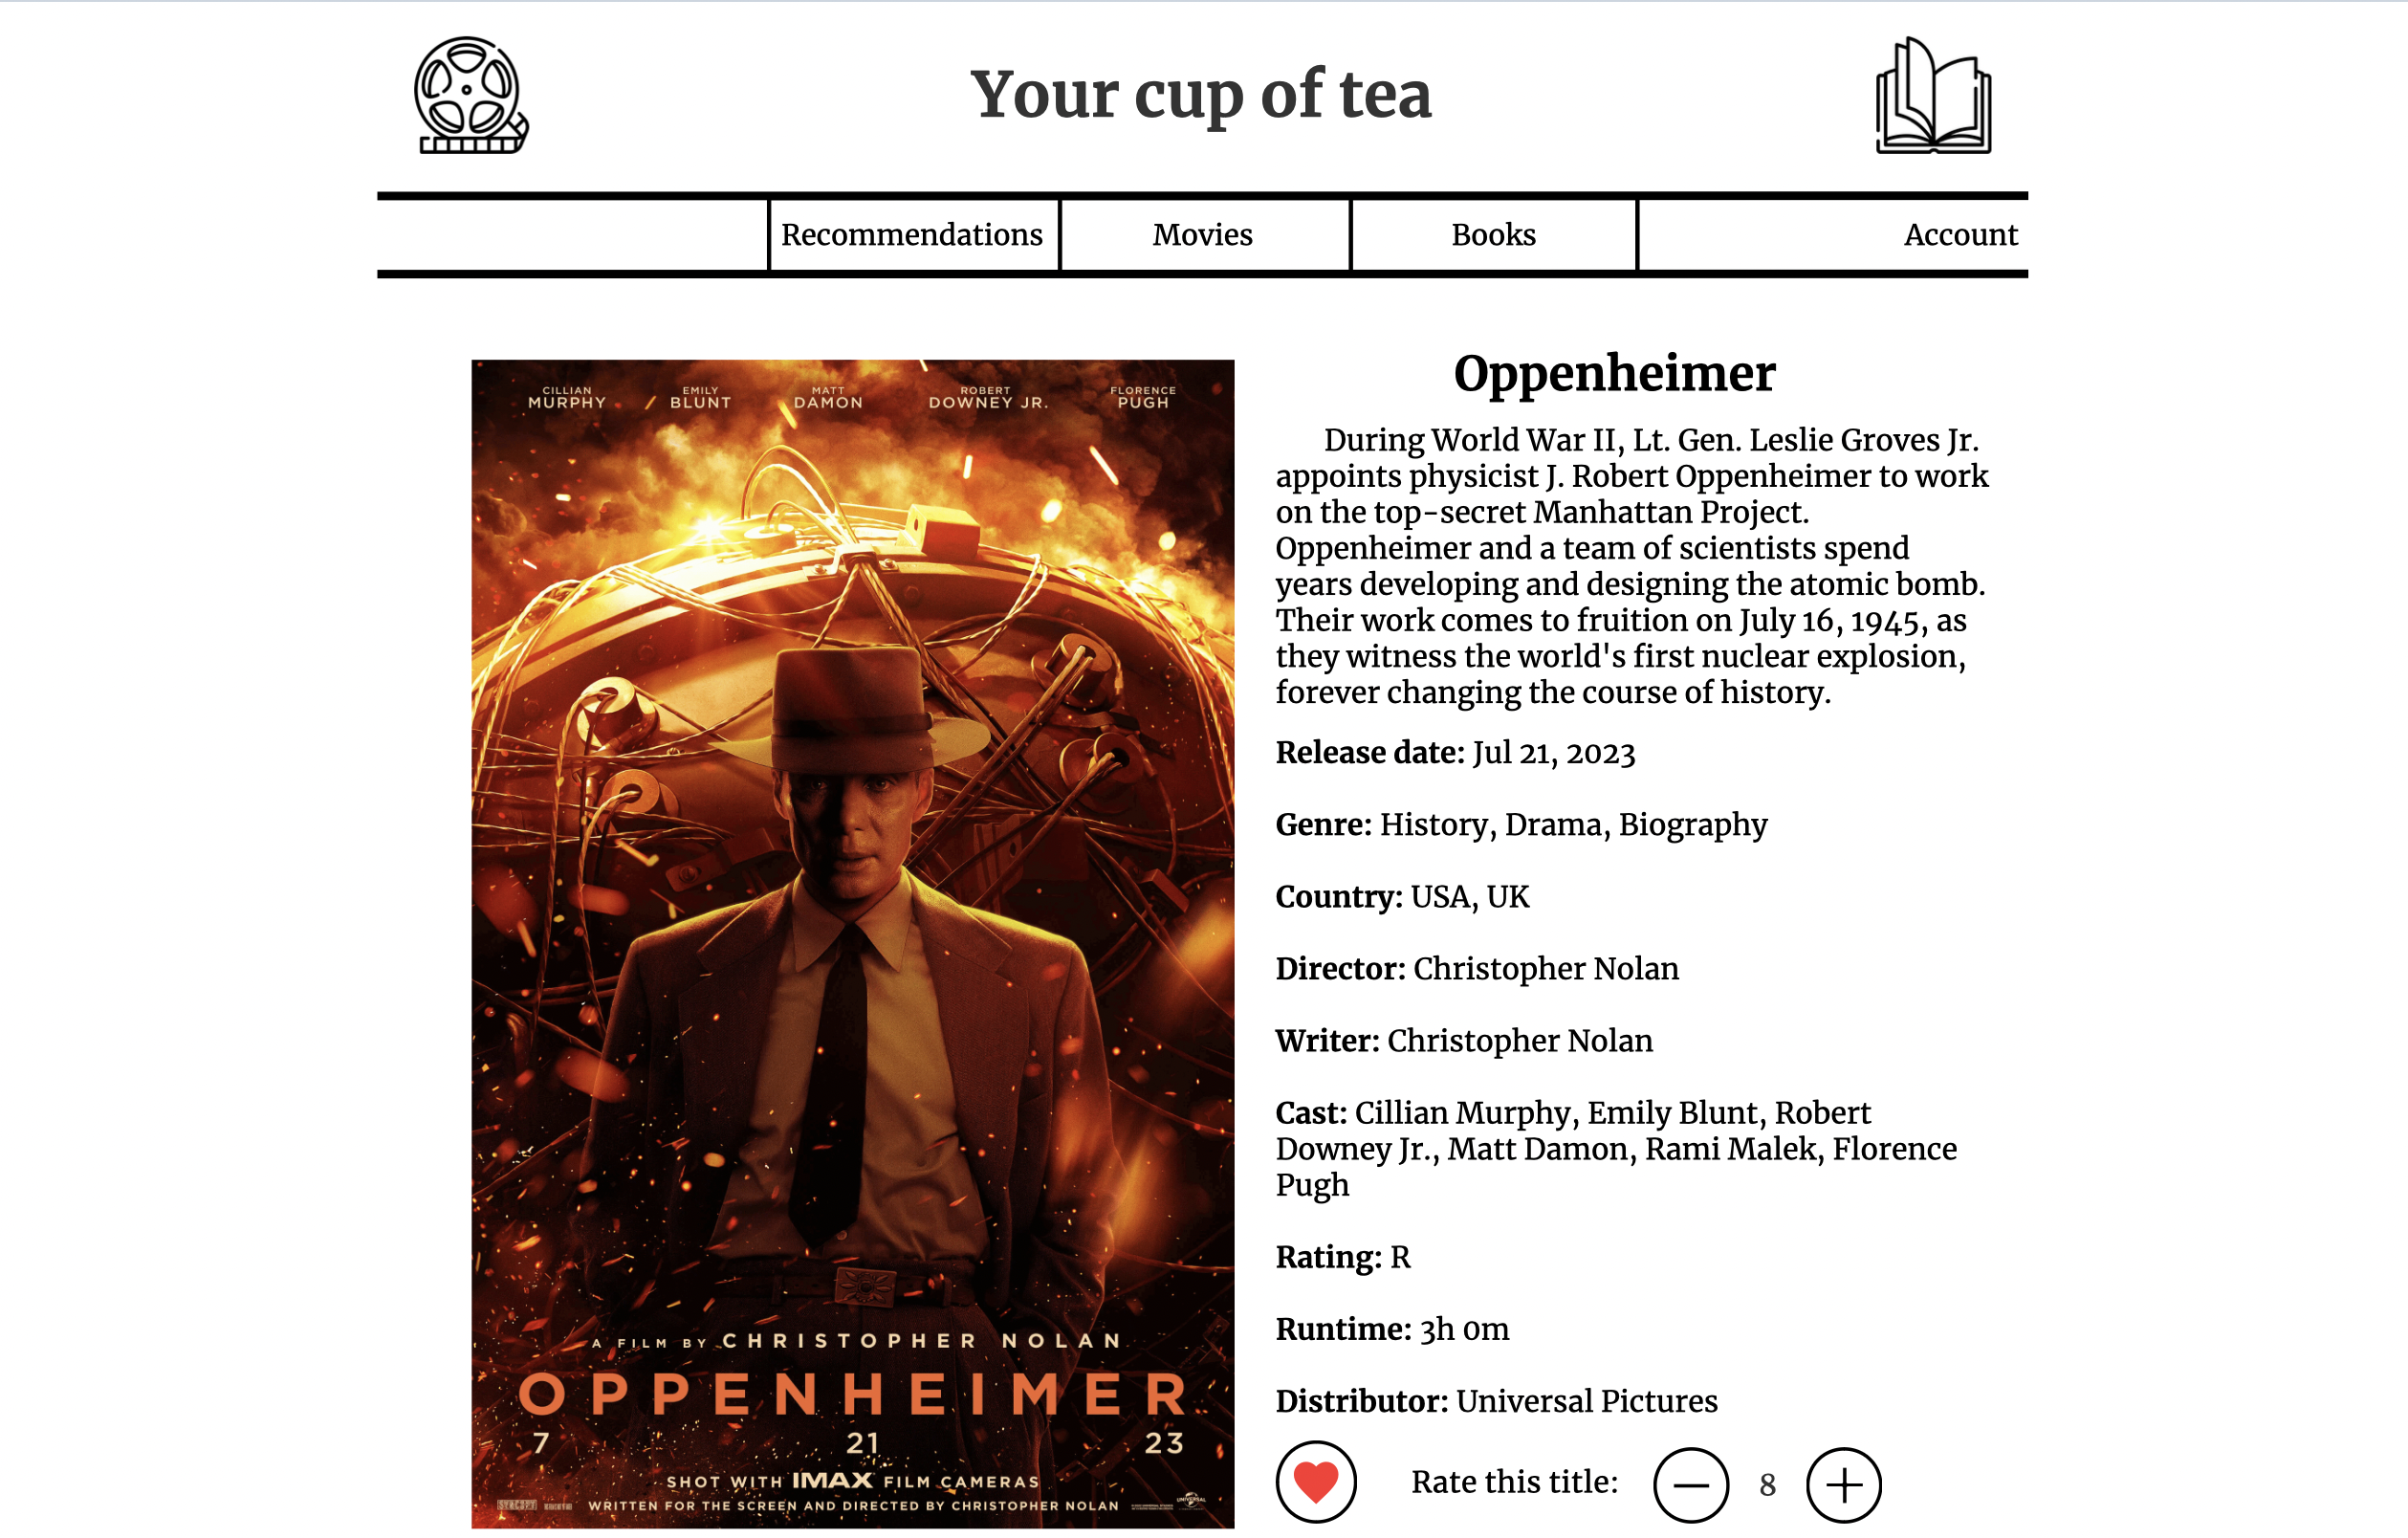 Your cup of tea
Recommendations
Movies
Books
Account
CILLIAN
MURPHY
EMILY
BLUNT
MATT
DAMON
ROBERT
DOWNEY JR.
FLORENCE
PUGH
A FILM BY CHRISTOPHER NOLAN
OPPENHEIMER
7 21 23
SHOT WITH IMAX FILM CAMERAS
WRITTEN FOR THE SCREEN AND DIRECTED BY CHRISTOPHER NOLAN
UNIVERSAL
Oppenheimer
During World War II, Lt. Gen. Leslie Groves Jr.
appoints physicist J. Robert Oppenheimer to work
on the top-secret Manhattan Project.
Oppenheimer and a team of scientists spend
years developing and designing the atomic bomb.
Their work comes to fruition on July 16, 1945, as
they witness the world's first nuclear explosion,
forever changing the course of history.
Release date: Jul 21, 2023
Genre: History, Drama, Biography
Country: USA, UK
Director: Christopher Nolan
Writer: Christopher Nolan
Cast: Cillian Murphy, Emily Blunt, Robert
Downey Jr., Matt Damon, Rami Malek, Florence
Pugh
Rating: R
Runtime: 3h 0m
Distributor: Universal Pictures
Rate this title: 8